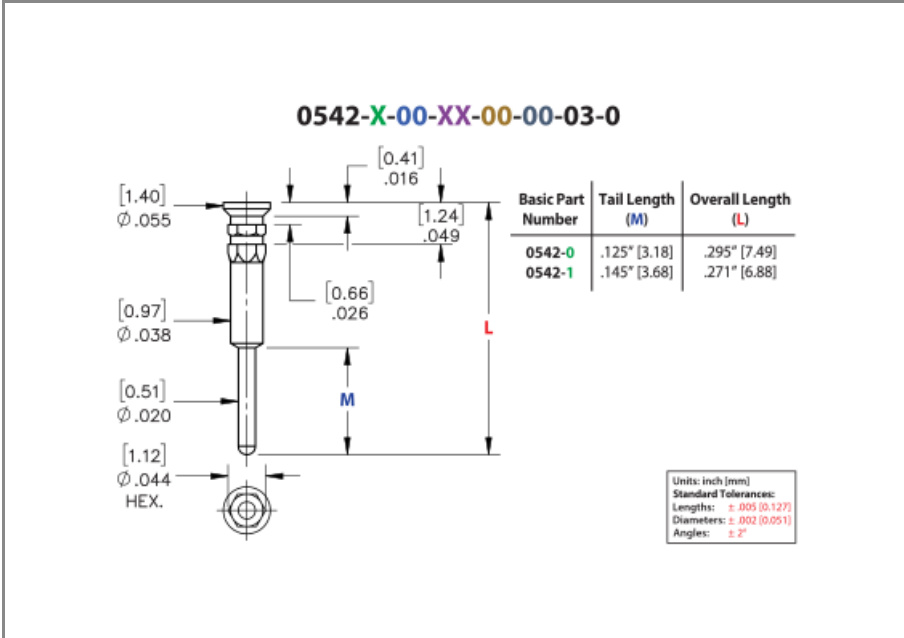 0542-X-00-XX-00-00-03-0
[0.41]
.016
[1.40]
Ø.055
[1.24]
.049
[0.66]
.026
[0.97]
Ø.038
L
M
[0.51]
Ø.020
[1.12]
Ø.044
HEX.
Basic Part Number Tail Length (M) Overall Length (L)
0542-0 .125" [3.18] .295" [7.49]
0542-1 .145" [3.68] .271" [6.88]
Units: inch [mm]
Standard Tolerances:
Lengths: ± .005 [0.127]
Diameters: ± .002 [0.051]
Angles: ± 2°